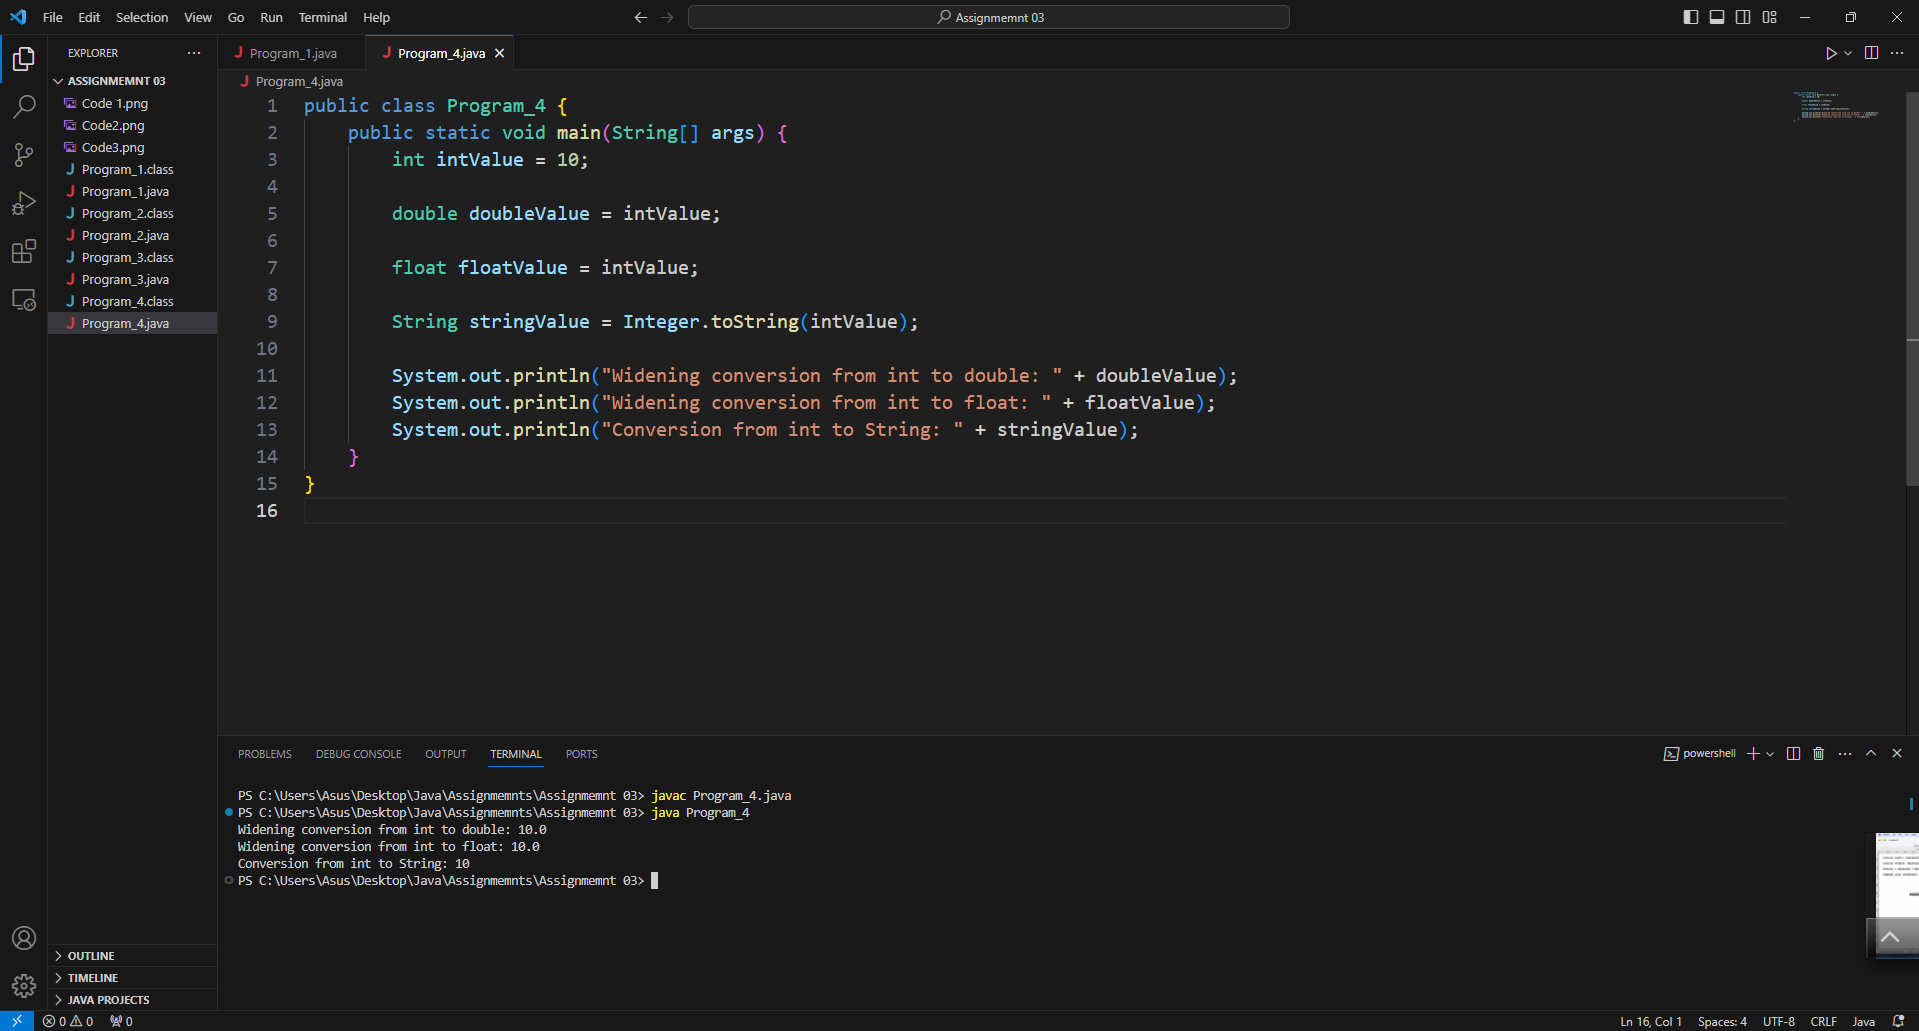 File Edit Selection View Go Run Terminal Help
Assignmemnt 03
EXPLORER
ASSIGNMEMNT 03
Code 1.png
Code2.png
Code3.png
Program_1.class
Program_1.java
Program_2.class
Program_2.java
Program_3.class
Program_3.java
Program_4.class
Program_4.java
OUTLINE
TIMELINE
JAVA PROJECTS
Program_1.java Program_4.java
Program_4.java
1 public class Program_4 {
2     public static void main(String[] args) {
3         int intValue = 10;
4
5         double doubleValue = intValue;
6
7         float floatValue = intValue;
8
9         String stringValue = Integer.toString(intValue);
10
11         System.out.println("Widening conversion from int to double: " + doubleValue);
12         System.out.println("Widening conversion from int to float: " + floatValue);
13         System.out.println("Conversion from int to String: " + stringValue);
14     }
15 }
16
PROBLEMS DEBUG CONSOLE OUTPUT TERMINAL PORTS
powershell
PS C:\Users\Asus\Desktop\Java\Assignmemnts\Assignmemnt 03> javac Program_4.java
PS C:\Users\Asus\Desktop\Java\Assignmemnts\Assignmemnt 03> java Program_4
Widening conversion from int to double: 10.0
Widening conversion from int to float: 10.0
Conversion from int to String: 10
PS C:\Users\Asus\Desktop\Java\Assignmemnts\Assignmemnt 03>
0 0 0
Ln 16, Col 1 Spaces: 4 UTF-8 CRLF Java